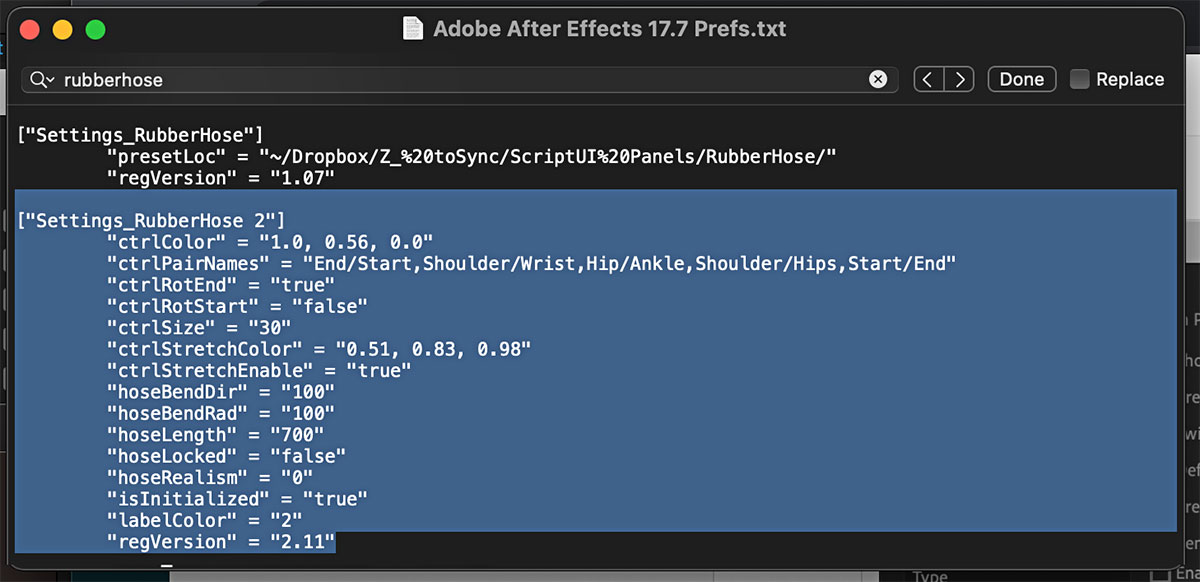 Adobe After Effects 17.7 Prefs.txt
rubberhose
Done
Replace
["Settings_RubberHose"]
"presetLoc" = "~/Dropbox/Z_%20toSync/ScriptUI%20Panels/RubberHose/"
"regVersion" = "1.07"
["Settings_RubberHose 2"]
"ctrlColor" = "1.0, 0.56, 0.0"
"ctrlPairNames" = "End/Start,Shoulder/Wrist,Hip/Ankle,Shoulder/Hips,Start/End"
"ctrlRotEnd" = "true"
"ctrlRotStart" = "false"
"ctrlSize" = "30"
"ctrlStretchColor" = "0.51, 0.83, 0.98"
"ctrlStretchEnable" = "true"
"hoseBendDir" = "100"
"hoseBendRad" = "100"
"hoseLength" = "700"
"hoseLocked" = "false"
"hoseRealism" = "0"
"isInitialized" = "true"
"labelColor" = "2"
"regVersion" = "2.11"
Type